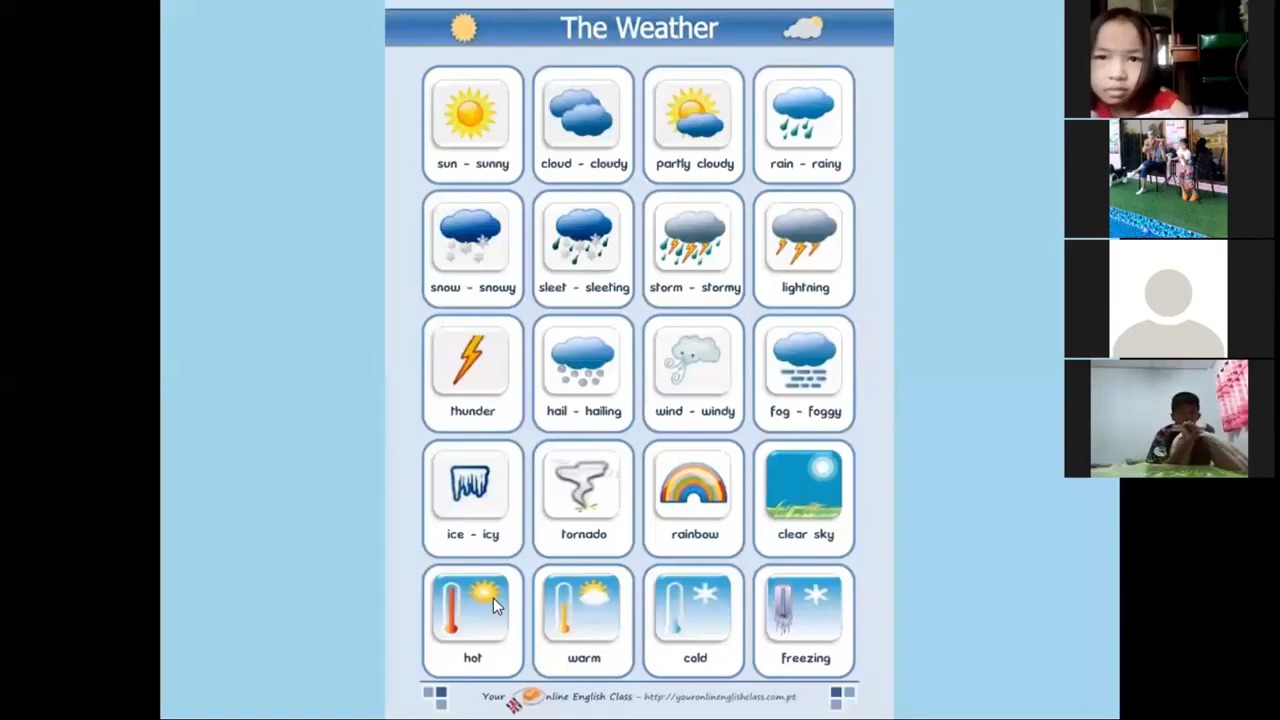 The Weather
sun - sunny
cloud - cloudy
partly cloudy
rain - rainy
snow - snowy
sleet - sleeting
storm - stormy
lightning
thunder
hail - hailing
wind - windy
fog - foggy
ice - icy
tornado
rainbow
clear sky
hot
warm
cold
freezing
Your nline English Class - http://youronlinenglishclass.com.pt